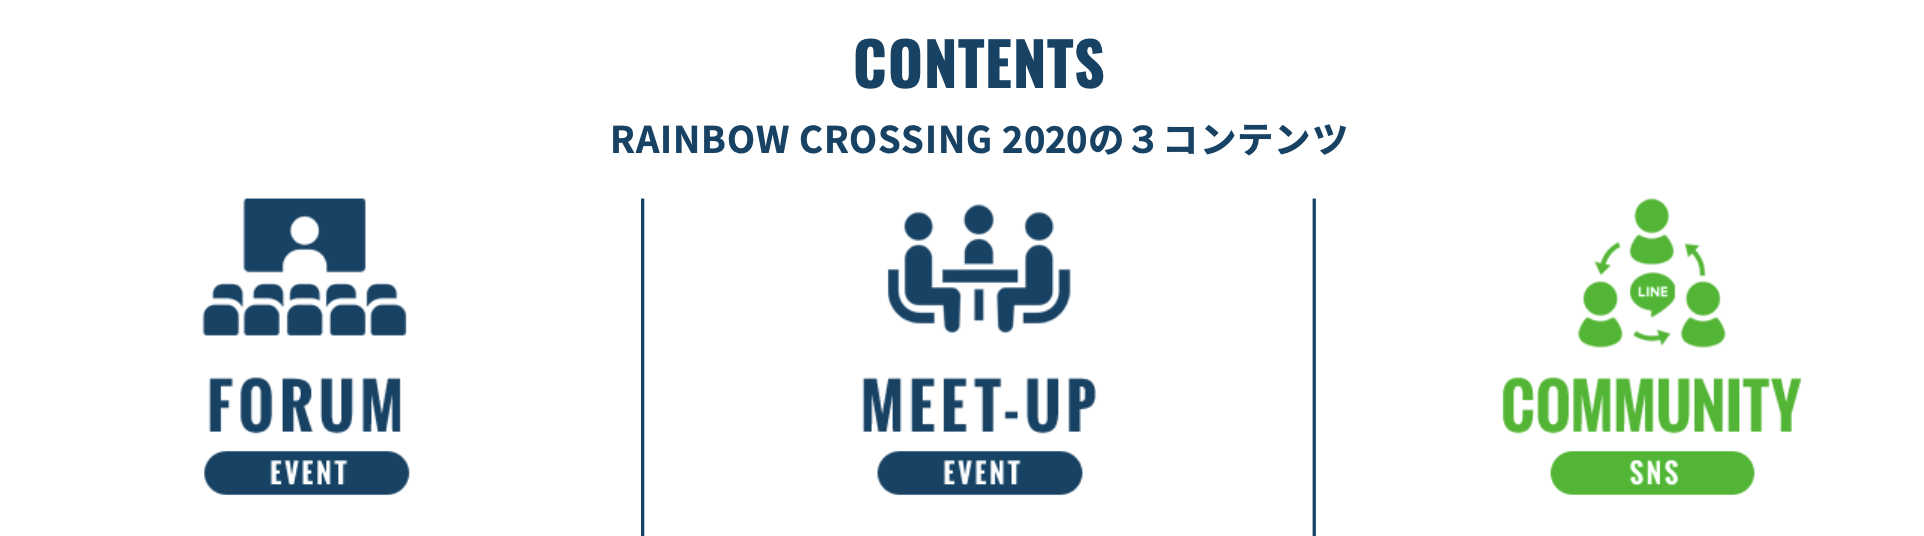 CONTENTS
RAINBOW CROSSING 2020の３コンテンツ
FORUM
EVENT
MEET-UP
EVENT
LINE
COMMUNITY
SNS